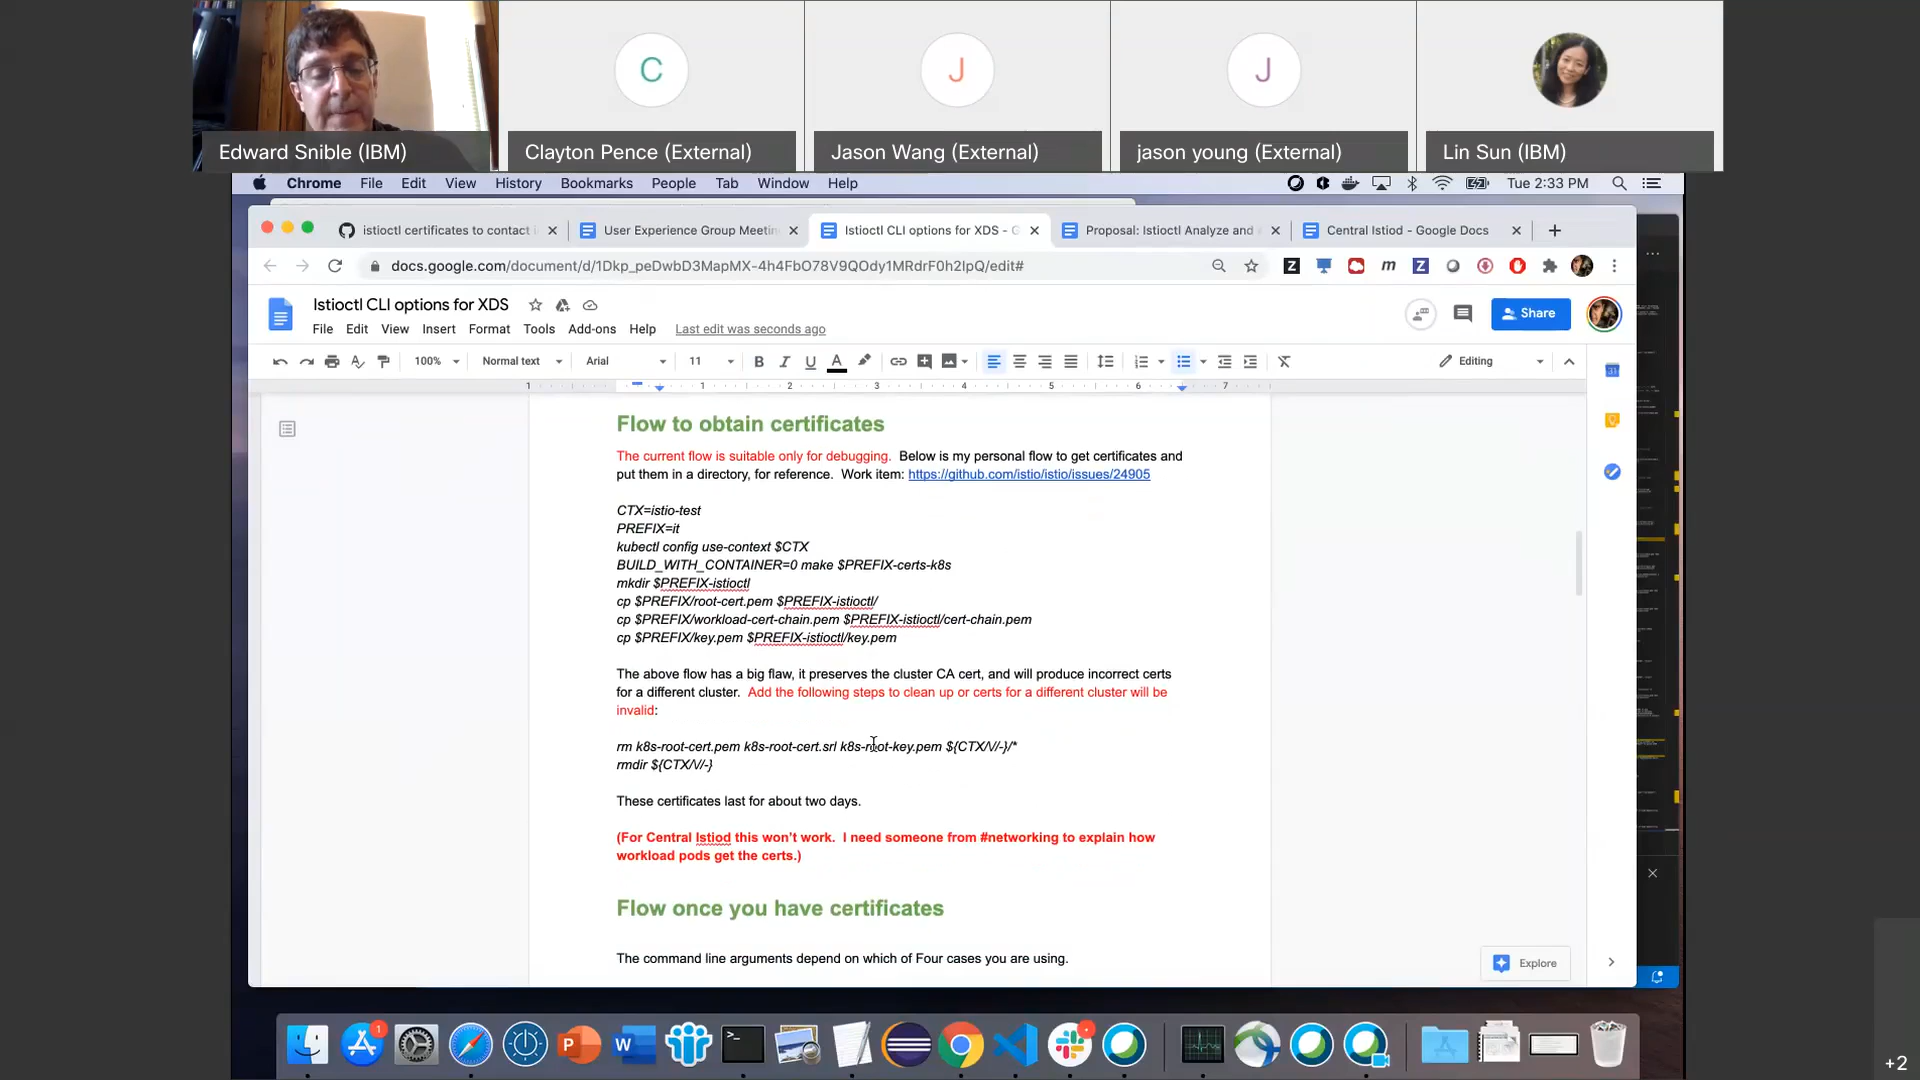 C
J
J
Edward Snible (IBM)
Clayton Pence (External)
Jason Wang (External)
jason young (External)
Lin Sun (IBM)
Chrome File Edit View History Bookmarks People Tab Window Help
Tue 2:33 PM
istioctl certificates to contact
User Experience Group Meetin
Istioctl CLI options for XDS - G
Proposal: Istioctl Analyze and
Central Istiod - Google Docs
docs.google.com/document/d/1Dkp_peDwbD3MapMX-4h4FbO78V9QOdy1MRdrF0h2IpQ/edit#
Istioctl CLI options for XDS
Share
File Edit View Insert Format Tools Add-ons Help Last edit was seconds ago
100% Normal text Arial 11 B I U A Editing
1 1 2 3 4 5 6 7
31
Flow to obtain certificates
The current flow is suitable only for debugging. Below is my personal flow to get certificates and
put them in a directory, for reference. Work item: https://github.com/istio/istio/issues/24905
CTX=istio-test
PREFIX=it
kubectl config use-context $CTX
BUILD_WITH_CONTAINER=0 make $PREFIX-certs-k8s
mkdir $PREFIX-istioctl
cp $PREFIX/root-cert.pem $PREFIX-istioctl/
cp $PREFIX/workload-cert-chain.pem $PREFIX-istioctl/cert-chain.pem
cp $PREFIX/key.pem $PREFIX-istioctl/key.pem
The above flow has a big flaw, it preserves the cluster CA cert, and will produce incorrect certs
for a different cluster. Add the following steps to clean up or certs for a different cluster will be
invalid:
rm k8s-root-cert.pem k8s-root-cert.srl k8s-root-key.pem ${CTX/\//-}/*
rmdir ${CTX/\//-}
These certificates last for about two days.
(For Central Istiod this won't work. I need someone from #networking to explain how
workload pods get the certs.)
Flow once you have certificates
The command line arguments depend on which of Four cases you are using.
Explore
1
P
W
+2